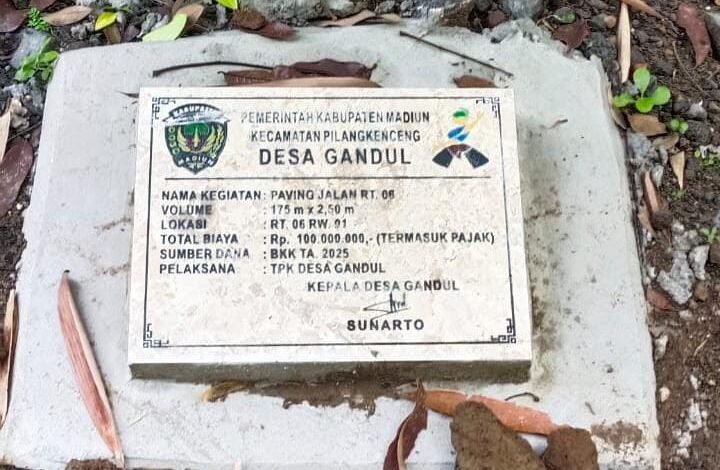 KABUPATEN
MADIUN
PEMERINTAH KABUPATEN MADIUN
KECAMATAN PILANGKENCENG
DESA GANDUL
NAMA KEGIATAN : PAVING JALAN RT. 06
VOLUME : 175 m x 2,50 m
LOKASI : RT. 06 RW. 01
TOTAL BIAYA : Rp. 100.000.000,- (TERMASUK PAJAK)
SUMBER DANA : BKK TA. 2025
PELAKSANA : TPK DESA GANDUL
KEPALA DESA GANDUL
SUNARTO